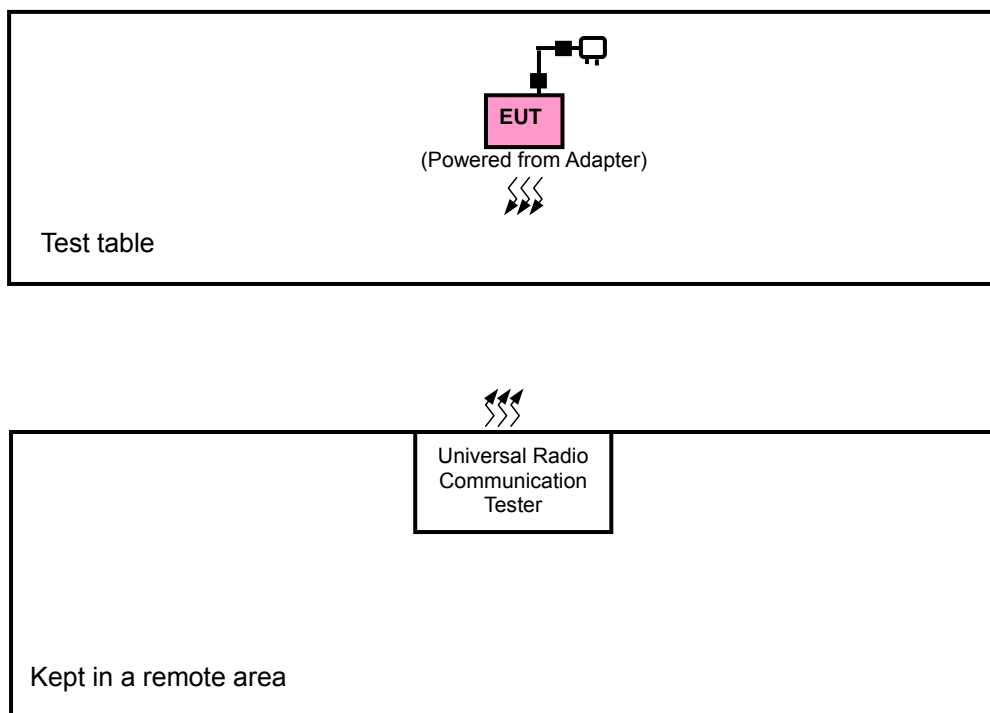 EUT
(Powered from Adapter)
Test table
Universal Radio
Communication
Tester
Kept in a remote area